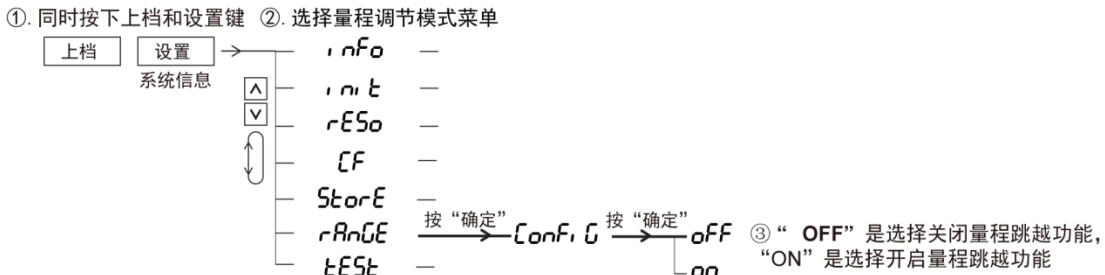 ①. 同时按下上档和设置键 ②. 选择量程调节模式菜单
上档 设置 inFo —
系统信息
init —
rESo —
CF —
StorE —
rAnGE 按“确定” ConFiG 按“确定” oFF ③“ OFF”是选择关闭量程跳越功能,
“ON”是选择开启量程跳越功能
tESt — on